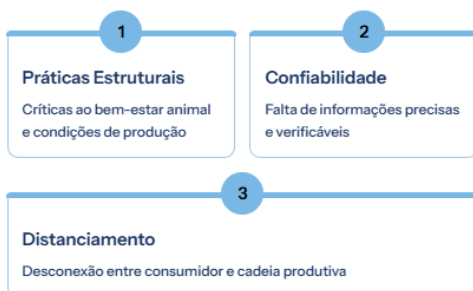 1
Práticas Estruturais
Críticas ao bem-estar animal
e condições de produção
2
Confiabilidade
Falta de informações precisas
e verificáveis
3
Distanciamento
Desconexão entre consumidor e cadeia produtiva